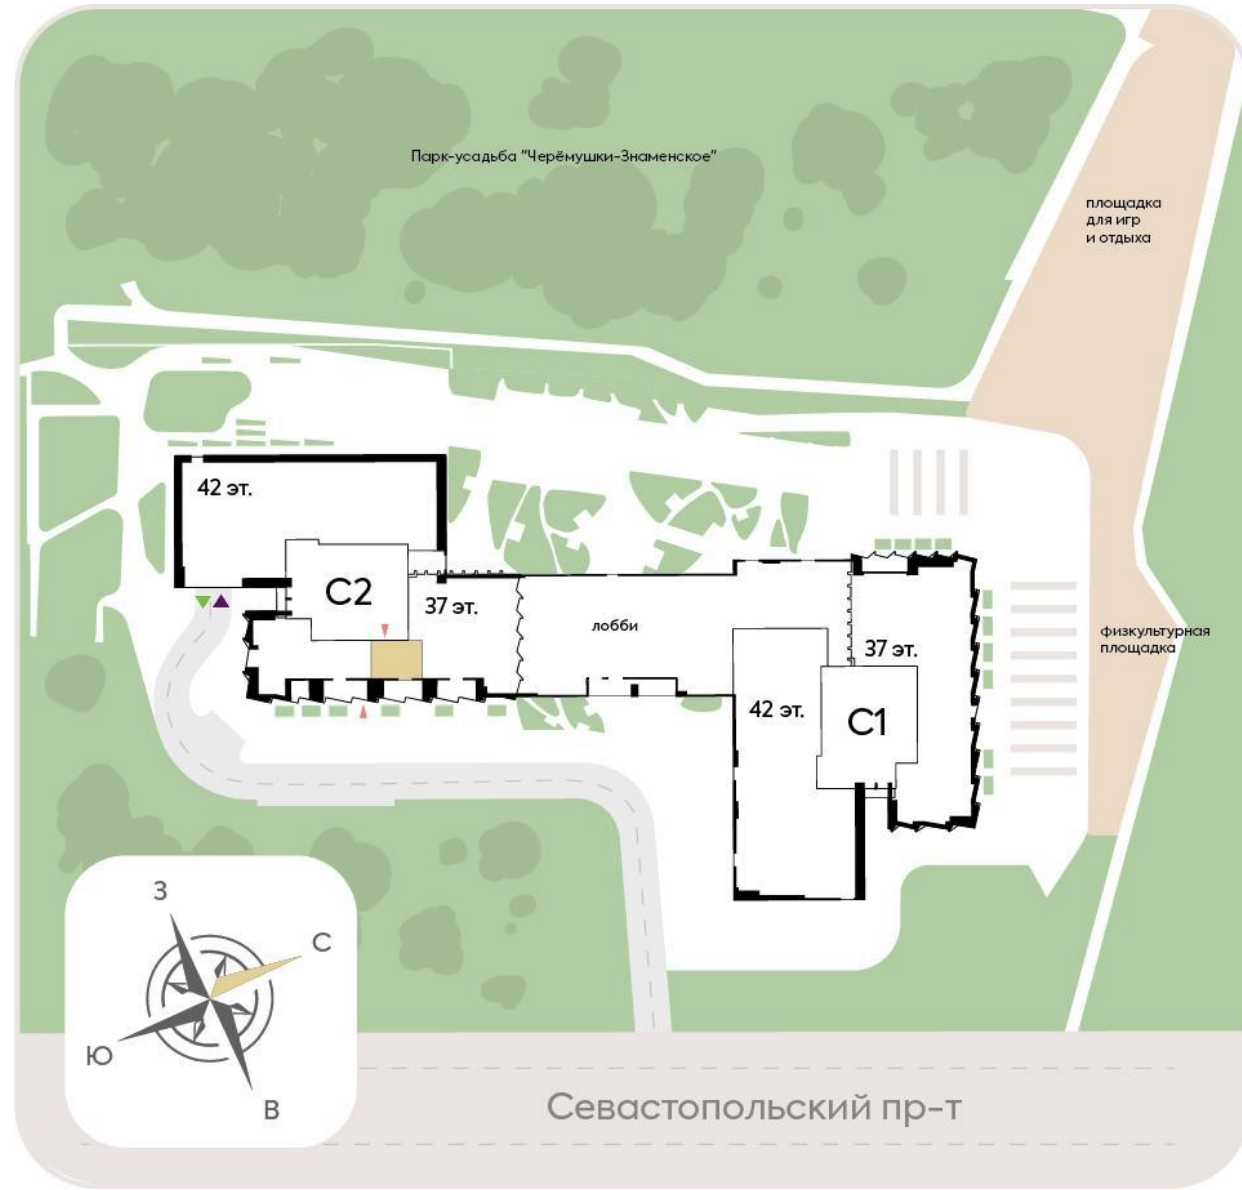 Парк-усадьба "Черёмушки-Знаменское"
площадка
для игр
и отдыха
42 эт.
С2
37 эт.
лобби
физкультурная
площадка
37 эт.
42 эт.
С1
З
С
Ю
В
Севастопольский пр-т